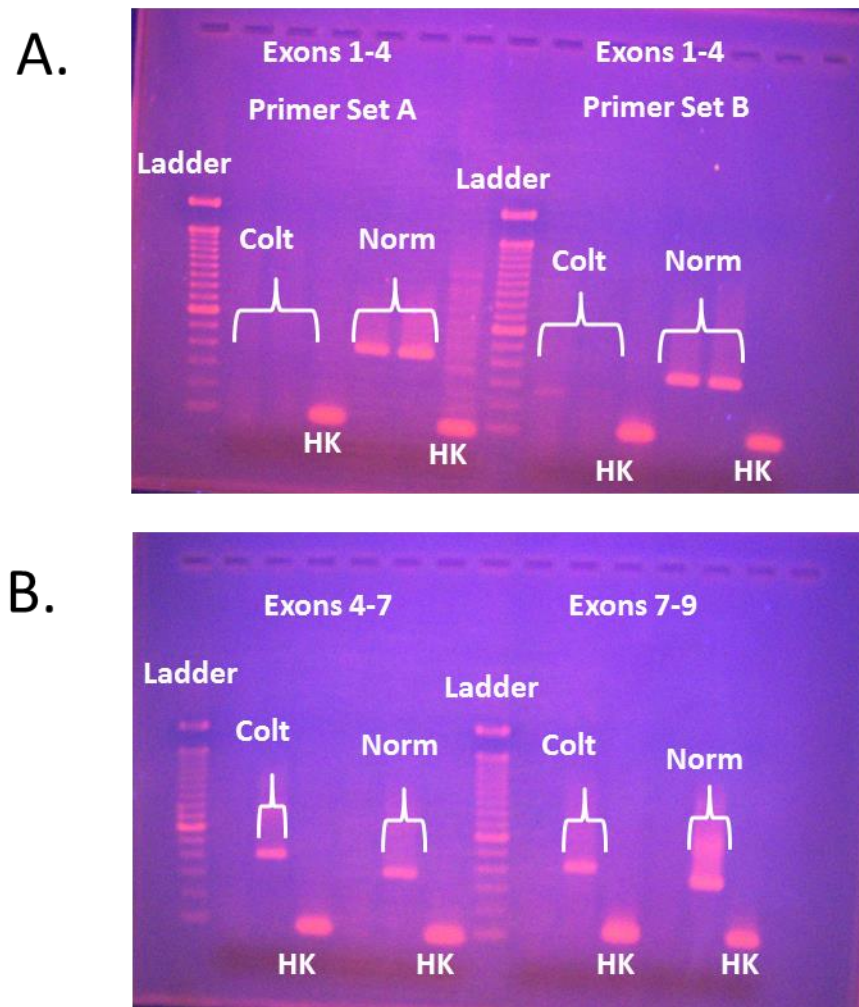 A.
Exons 1-4
Exons 1-4
Primer Set A
Primer Set B
Ladder
Ladder
Colt
Norm
Colt
Norm
HK
HK
HK
HK
B.
Exons 4-7
Exons 7-9
Ladder
Ladder
Colt
Norm
Colt
Norm
HK
HK
HK
HK